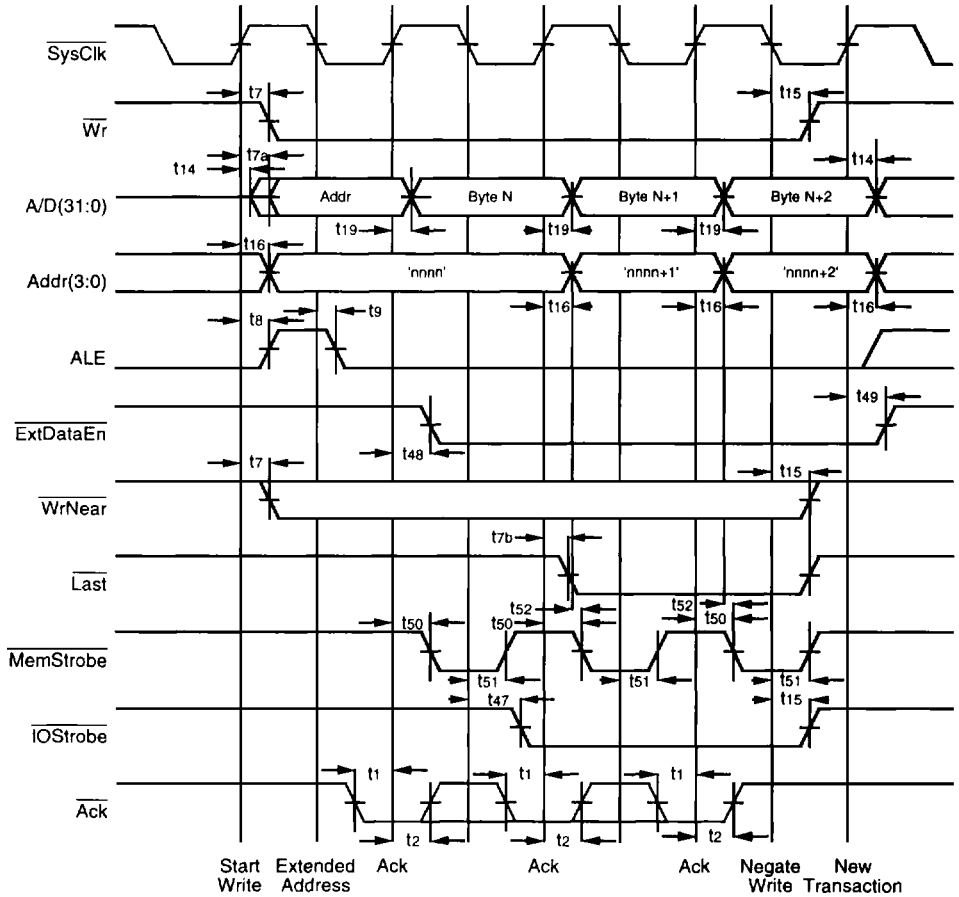 SysClk
t7
t15
Wr
t7a
t14
t14
A/D(31:0)
Addr
Byte N
Byte N+1
Byte N+2
t19
t19
t19
t16
Addr(3:0)
'nnnn'
'nnnn+1'
'nnnn+2'
t16
t16
t16
t8
t9
ALE
t49
ExtDataEn
t48
t7
t15
WrNear
t7b
Last
t52
t52
t50
t50
t50
MemStrobe
t51
t51
t51
t47
t15
IOStrobe
t1
t1
t1
Ack
t2
t2
t2
Start Write
Extended Address
Ack
Ack
Ack
Negate Write
New Transaction